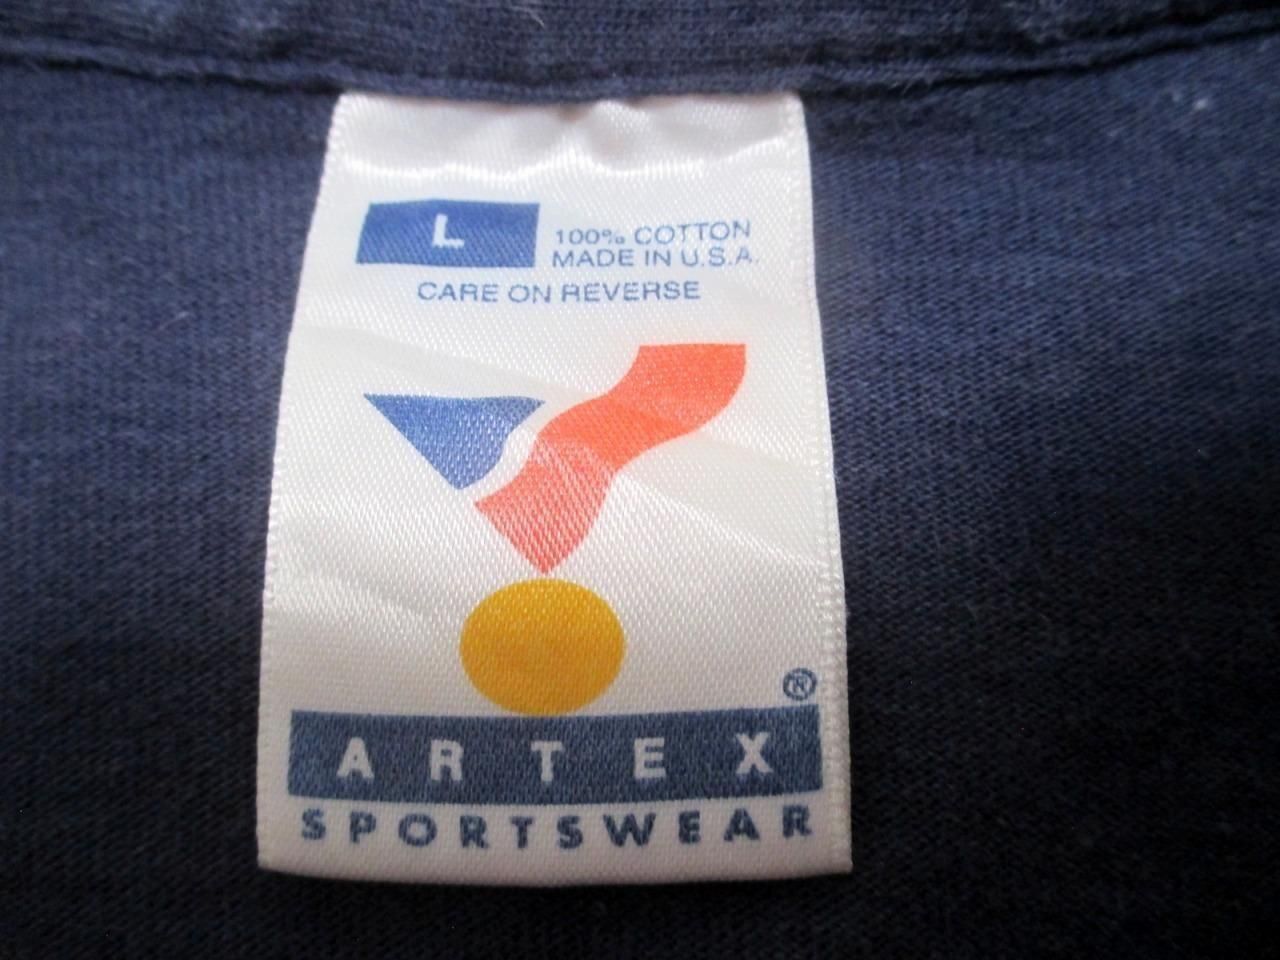 L
100% COTTON
MADE IN U.S.A.
CARE ON REVERSE
®
ARTEX
SPORTSWEAR